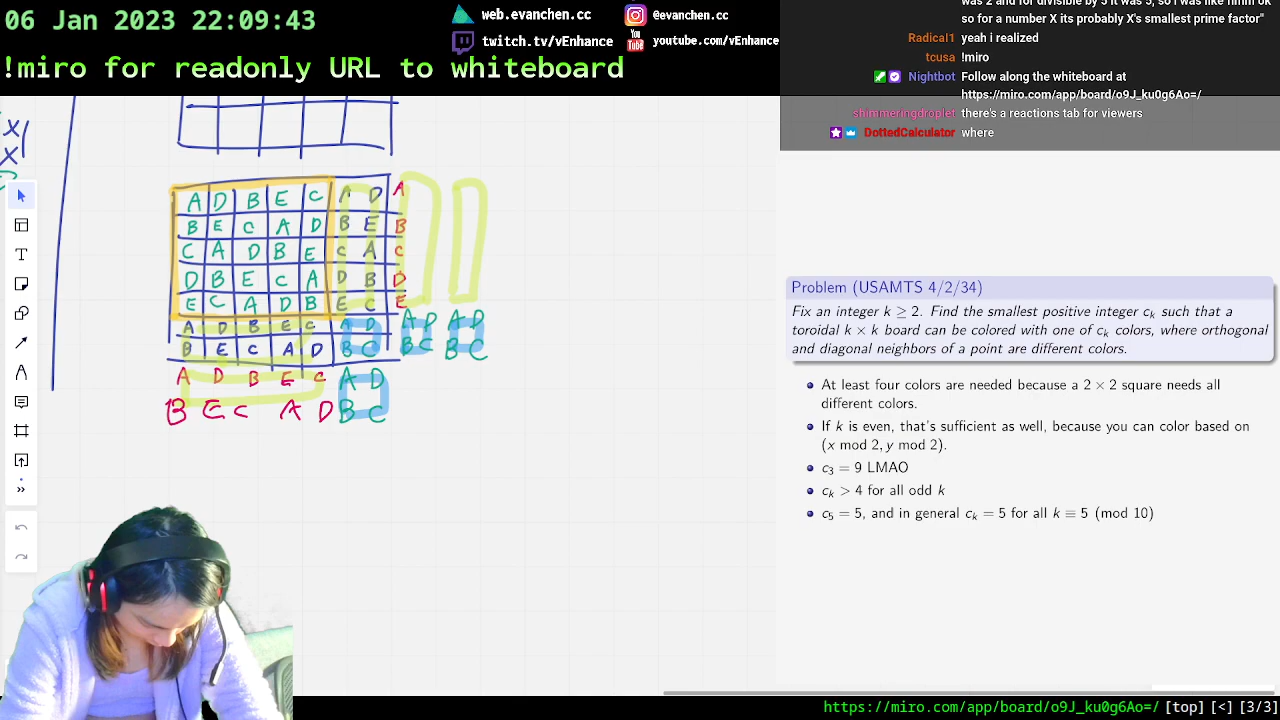 06 Jan 2023 22:09:43
web.evanchen.cc
@evanchen.cc
twitch.tv/vEnhance
youtube.com/vEnhance
!miro for readonly URL to whiteboard
so for a number X its probably X's smallest prime factor"
Radical1 yeah i realized
tcusa !miro
Nightbot Follow along the whiteboard at
https://miro.com/app/board/o9J_ku0g6Ao=/
shimmeringdroplet there's a reactions tab for viewers
DottedCalculator where
X
X
A D B E C A D A
B E C A D B E B
C A D B E C A C
D B E C A D B D
E C A D B E C E
A D B E C A D A D A D
B E C A D B C B C B C
A D B E C A D
B E C A D B C
Problem (USAMTS 4/2/34)
Fix an integer k ≥ 2. Find the smallest positive integer c_k such that a
toroidal k × k board can be colored with one of c_k colors, where orthogonal
and diagonal neighbors of a point are different colors.
At least four colors are needed because a 2 × 2 square needs all
different colors.
If k is even, that's sufficient as well, because you can color based on
(x mod 2, y mod 2).
c_3 = 9 LMAO
c_k > 4 for all odd k
c_5 = 5, and in general c_k = 5 for all k ≡ 5 (mod 10)
https://miro.com/app/board/o9J_ku0g6Ao=/ [top] [<] [3/3]